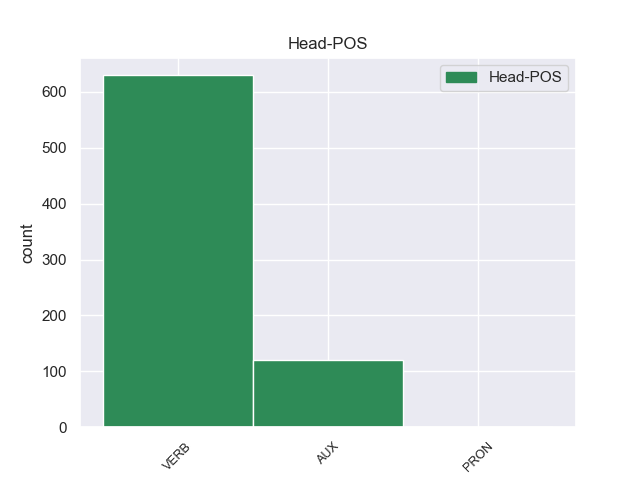 Head-POS
Head-POS
600
500
400
300
200
100
0
count
VERB
AUX
PRON